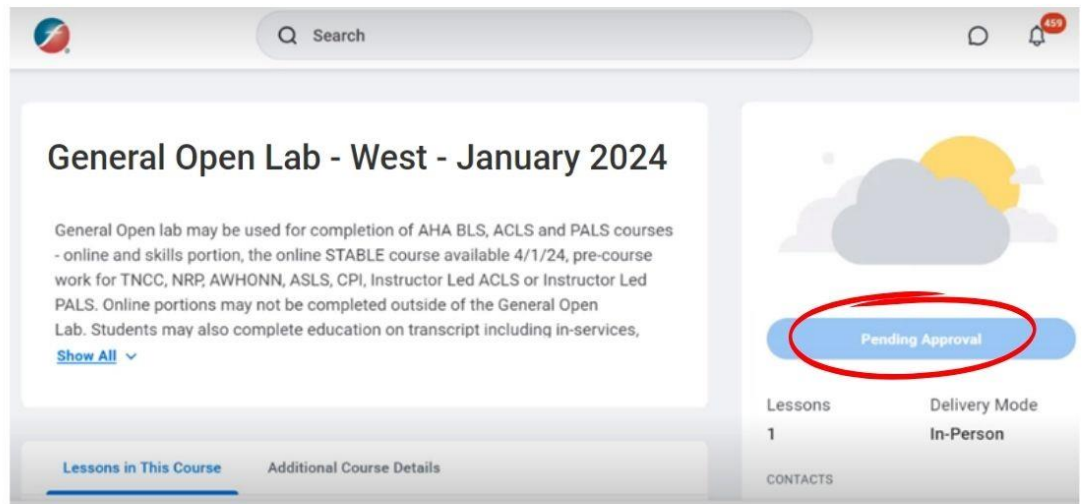 Search
459
General Open Lab - West - January 2024
General Open lab may be used for completion of AHA BLS, ACLS and PALS courses
- online and skills portion, the online STABLE course available 4/1/24, pre-course
work for TNCC, NRP, AWHONN, ASLS, CPI, Instructor Led ACLS or Instructor Led
PALS. Online portions may not be completed outside of the General Open
Lab. Students may also complete education on transcript including in-services,
Show All
Pending Approval
Lessons Delivery Mode
1 In-Person
CONTACTS
Lessons in This Course Additional Course Details